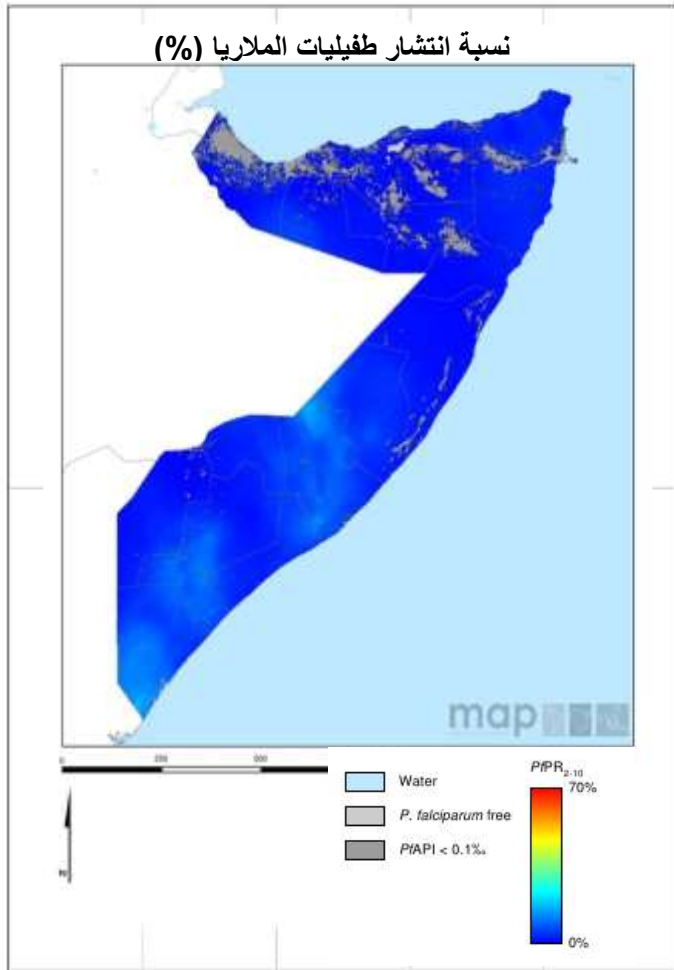 نسبة انتشار طفيليات الملاريا (%)
map
Water
P. falciparum free
PfAPI < 0.1‰
PfPR2-10
70%
0%